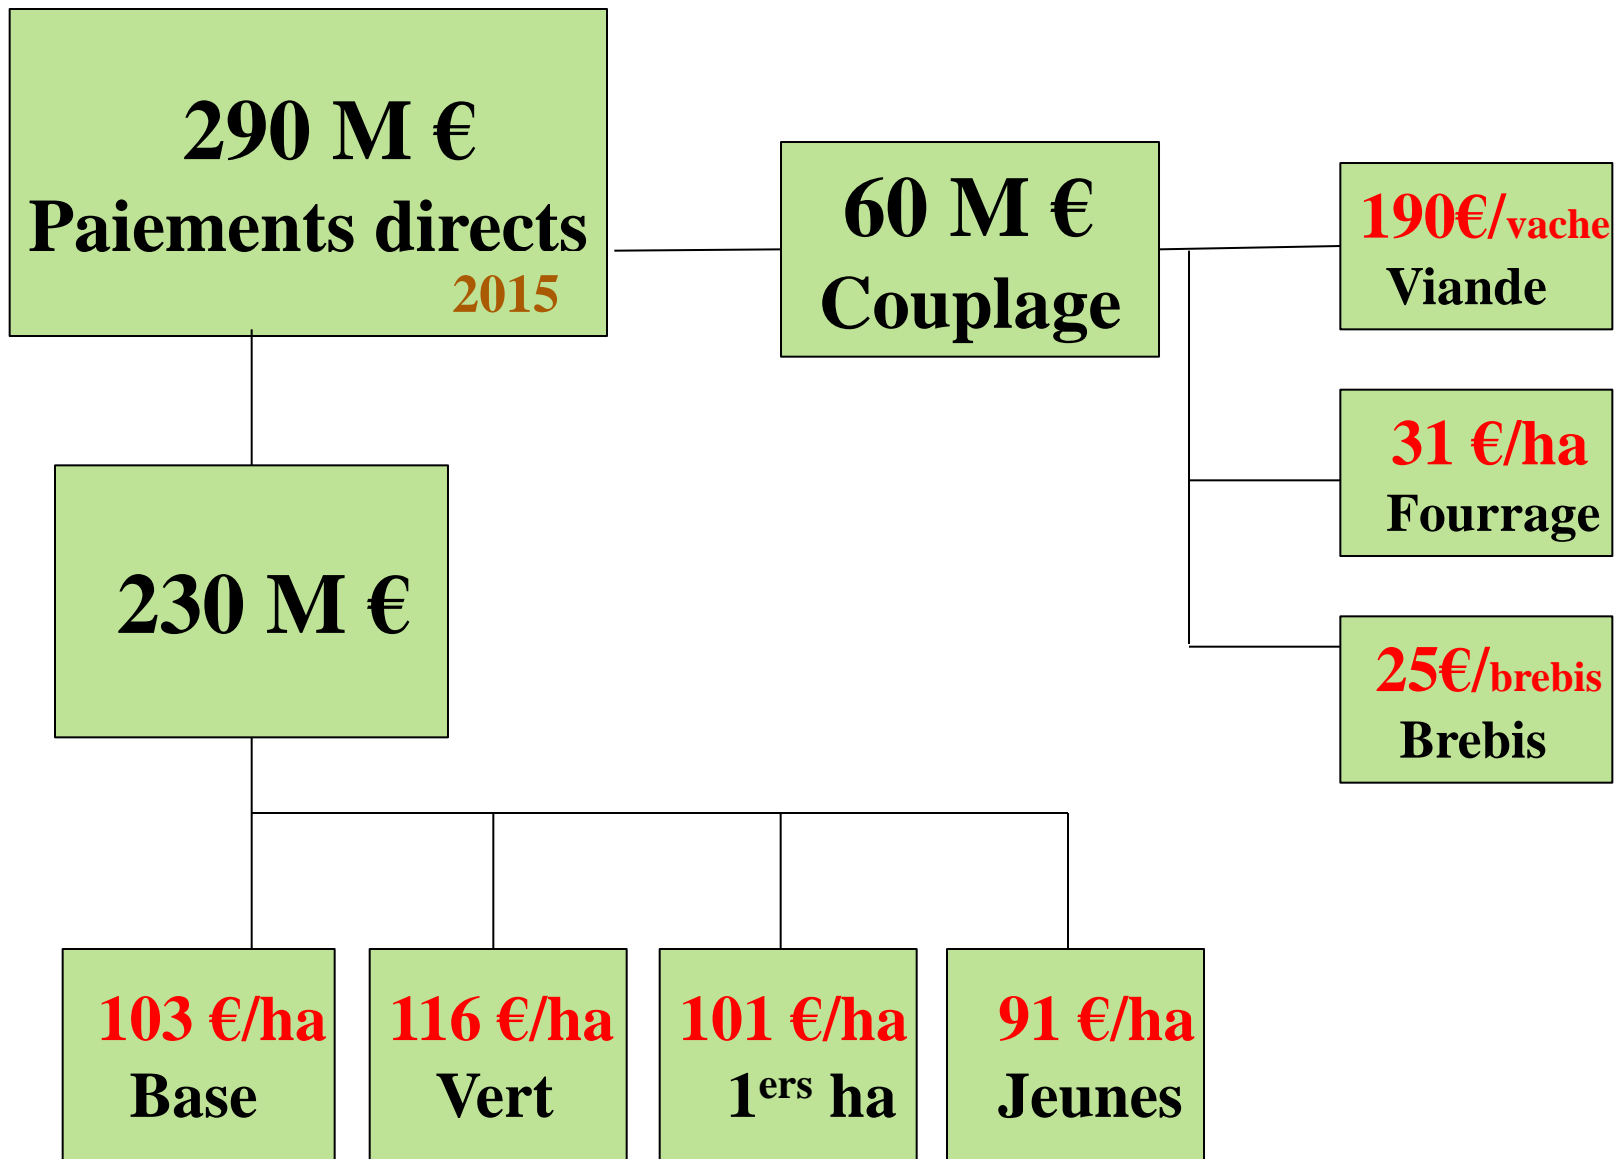 290 M €
Paiements directs
2015
60 M €
Couplage
190€/vache
Viande
31 €/ha
Fourrage
25€/brebis
Brebis
230 M €
103 €/ha
Base
116 €/ha
Vert
101 €/ha
1ers ha
91 €/ha
Jeunes